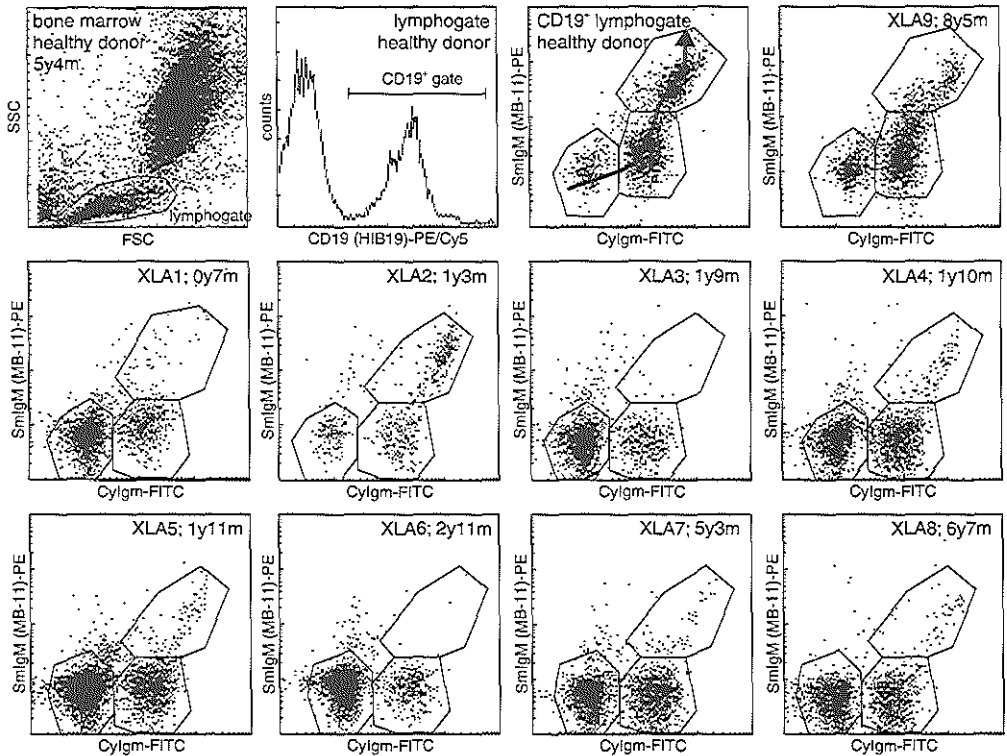 bone marrow
healthy donor
5y4m
SSC
lymphogate
FSC
lymphogate
healthy donor
CD19⁺ gate
counts
CD19 (HIB19)-PE/Cy5
CD19⁺ lymphogate
healthy donor
SmIgM (MB-11)-PE
CyIgm-FITC
XLA9; 8y5m
SmIgM (MB-11)-PE
CyIgm-FITC
XLA1; 0y7m
SmIgM (MB-11)-PE
CyIgm-FITC
XLA2; 1y3m
SmIgM (MB-11)-PE
CyIgm-FITC
XLA3; 1y9m
SmIgM (MB-11)-PE
CyIgm-FITC
XLA4; 1y10m
SmIgM (MB-11)-PE
CyIgm-FITC
XLA5; 1y11m
SmIgM (MB-11)-PE
CyIgm-FITC
XLA6; 2y11m
SmIgM (MB-11)-PE
CyIgm-FITC
XLA7; 5y3m
SmIgM (MB-11)-PE
CyIgm-FITC
XLA8; 6y7m
SmIgM (MB-11)-PE
CyIgm-FITC